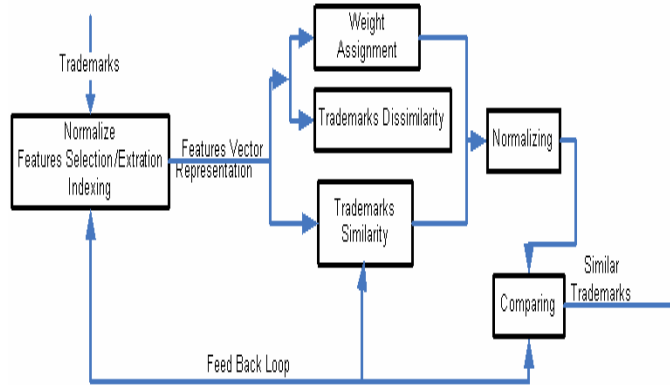 Weight
Assignment
Trademarks
Normalize
Features Selection/Extration
Indexing
Features Vector
Representation
Trademarks Dissimilarity
Normalizing
Trademarks
Similarity
Similar
Trademarks
Comparing
Feed Back Loop